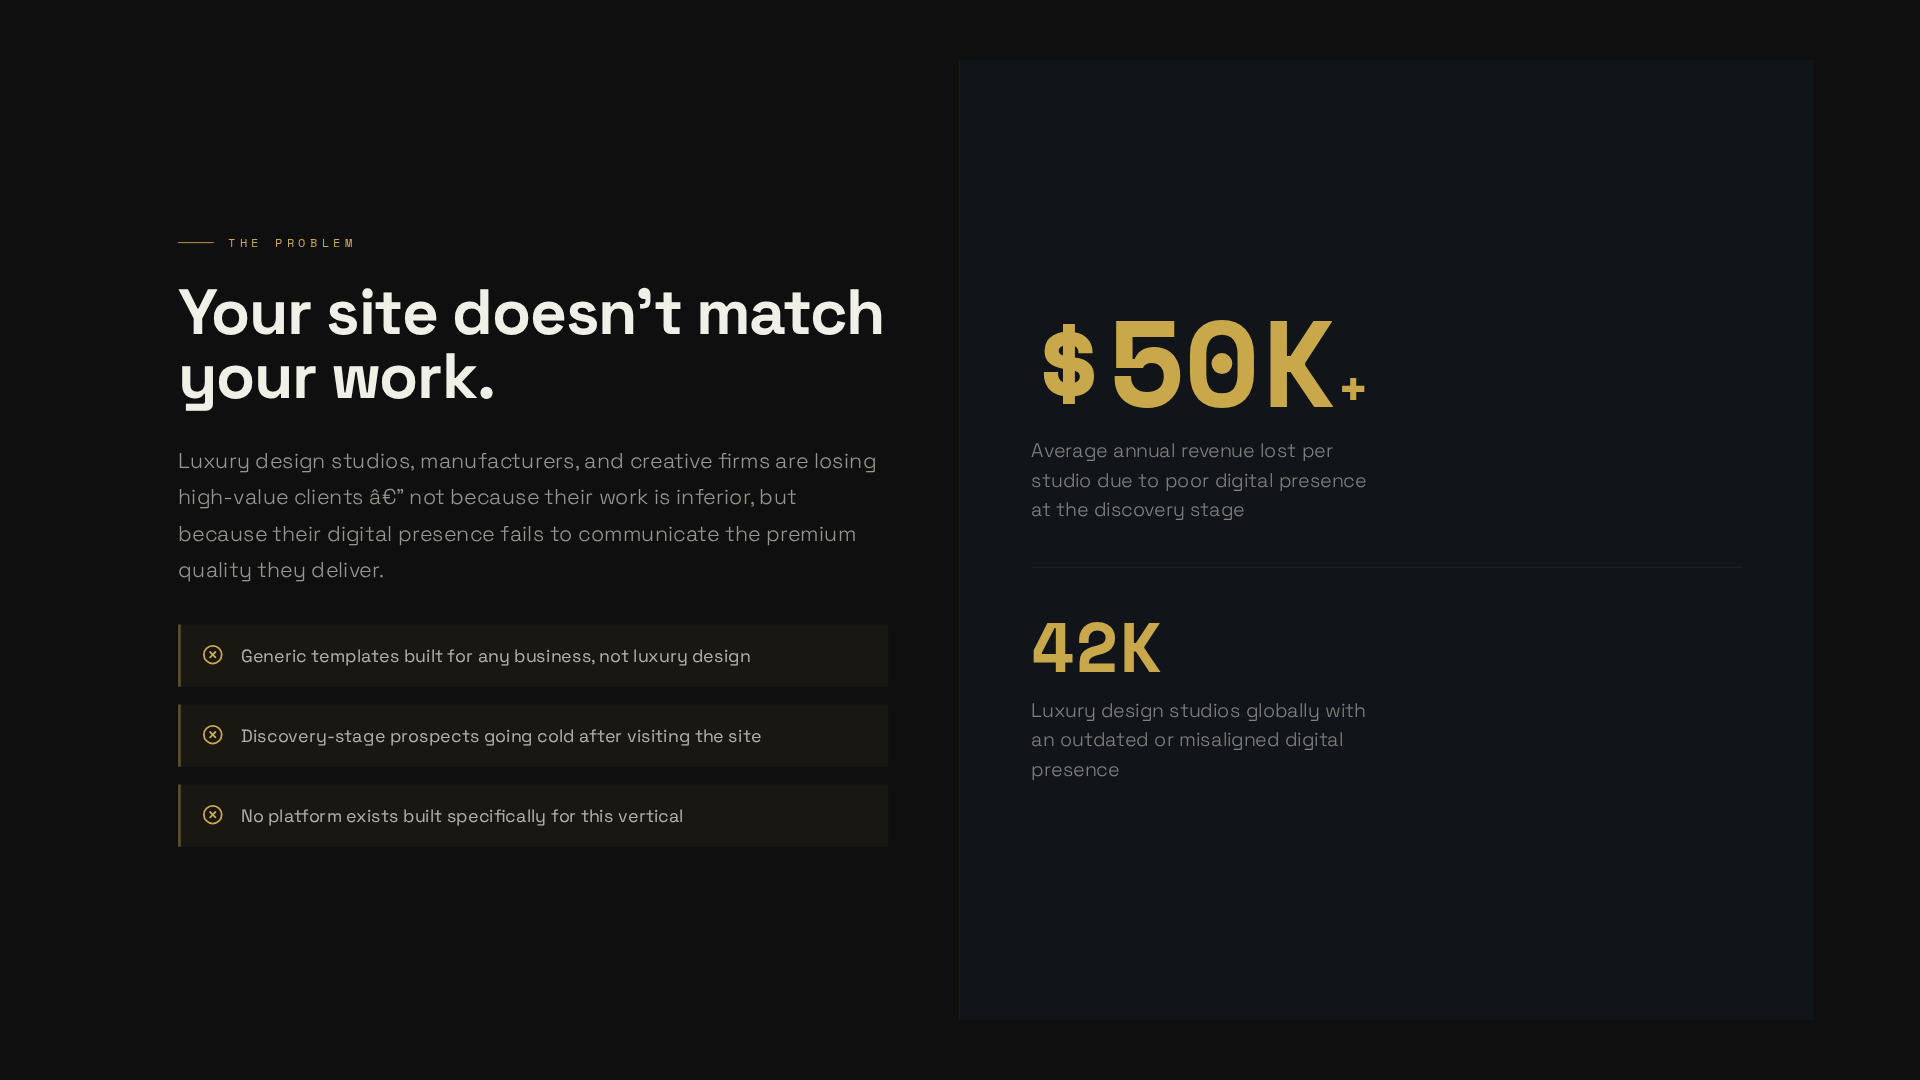 THE PROBLEM
Your site doesn’t match
your work.
Luxury design studios, manufacturers, and creative firms are losing
high-value clients â€” not because their work is inferior, but
because their digital presence fails to communicate the premium
quality they deliver.
Generic templates built for any business, not luxury design
Discovery-stage prospects going cold after visiting the site
No platform exists built specifically for this vertical
$50K+
Average annual revenue lost per
studio due to poor digital presence
at the discovery stage
42K
Luxury design studios globally with
an outdated or misaligned digital
presence